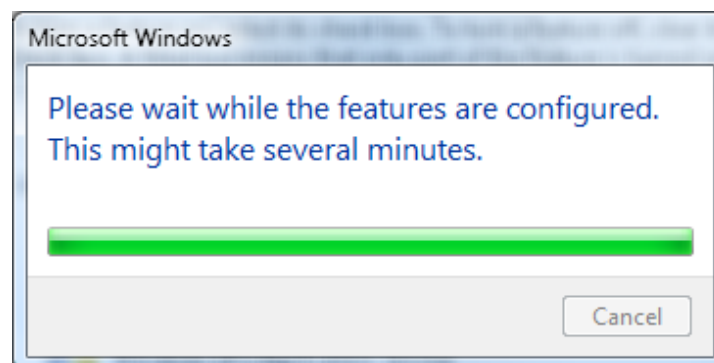 Microsoft Windows
Please wait while the features are configured.
This might take several minutes.
Cancel